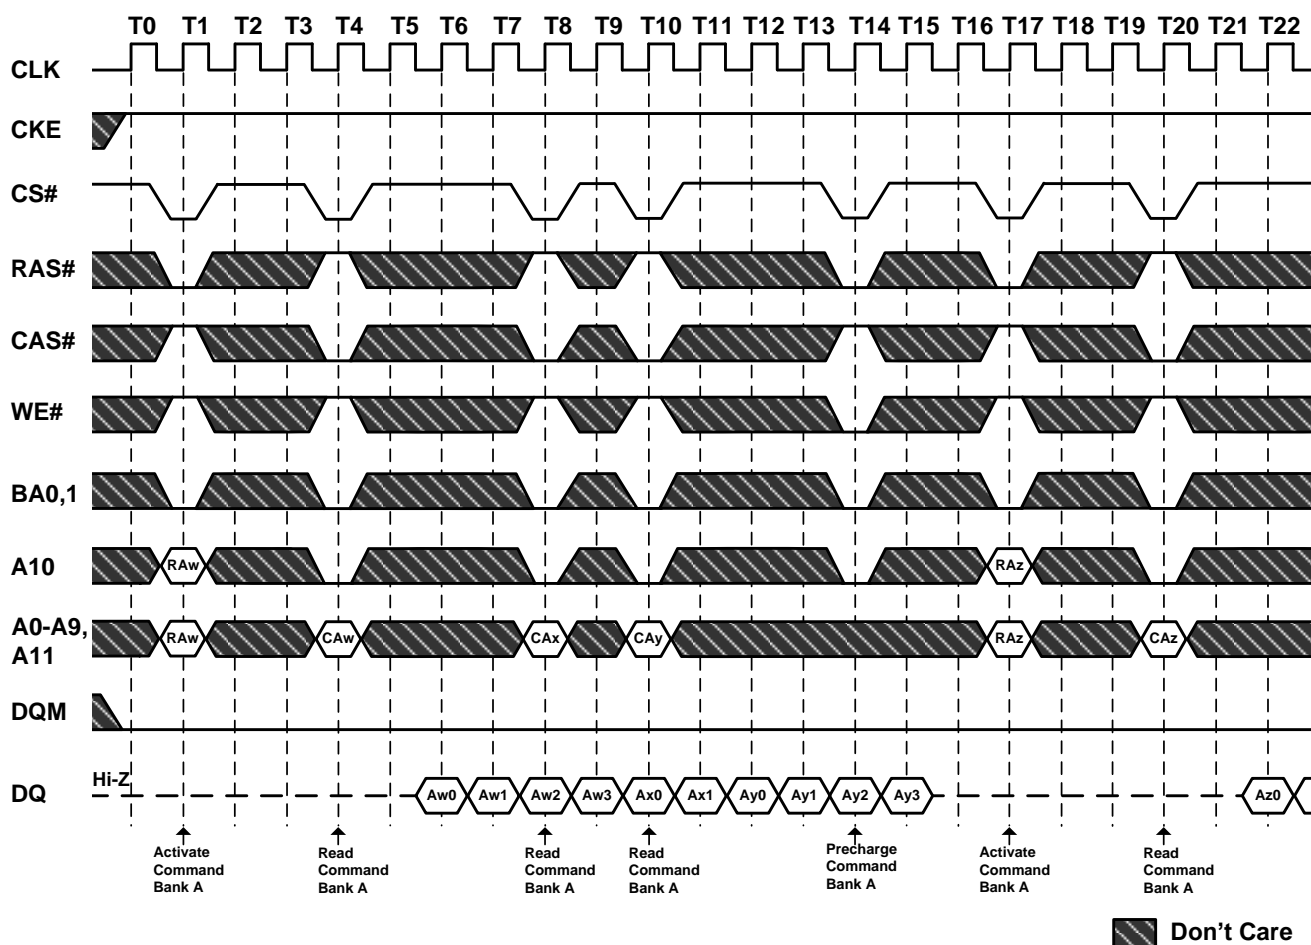 T0 T1 T2 T3 T4 T5 T6 T7 T8 T9 T10 T11 T12 T13 T14 T15 T16 T17 T18 T19 T20 T21 T22
CLK
CKE
CS#
RAS#
CAS#
WE#
BA0,1
A10 RAw RAz
A0-A9,
A11
RAw CAw CAx CAy RAz CAz
DQM
Hi-Z
DQ Aw0 Aw1 Aw2 Aw3 Ax0 Ax1 Ay0 Ay1 Ay2 Ay3 Az0
Activate
Command
Bank A
Read
Command
Bank A
Read
Command
Bank A
Read
Command
Bank A
Precharge
Command
Bank A
Activate
Command
Bank A
Read
Command
Bank A
Don't Care